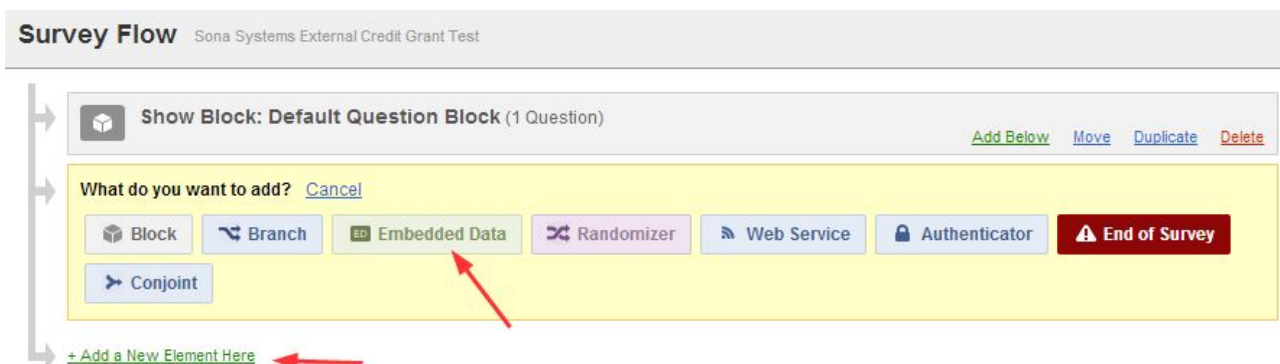 Survey Flow Sona Systems External Credit Grant Test
Show Block: Default Question Block (1 Question)
Add Below Move Duplicate Delete
What do you want to add? Cancel
Block Branch ED Embedded Data Randomizer Web Service Authenticator End of Survey
Conjoint
+ Add a New Element Here